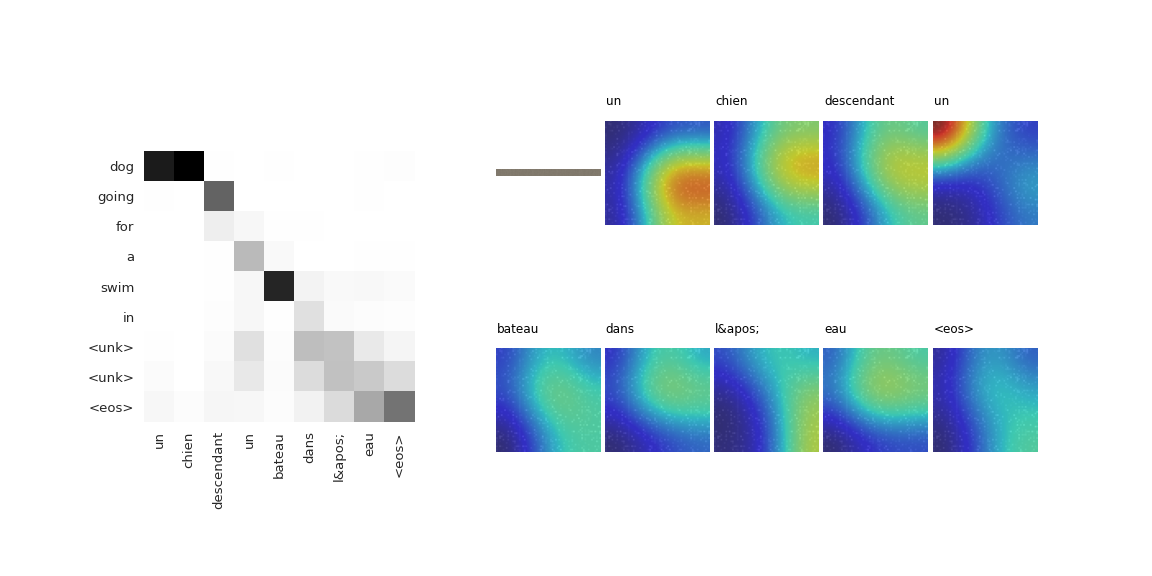 dog
going
for
a
swim
in
<unk>
<unk>
<eos>
un
chien
descendant
un
bateau
dans
l&apos;
eau
<eos>
un chien descendant un
bateau dans l&apos; eau <eos>